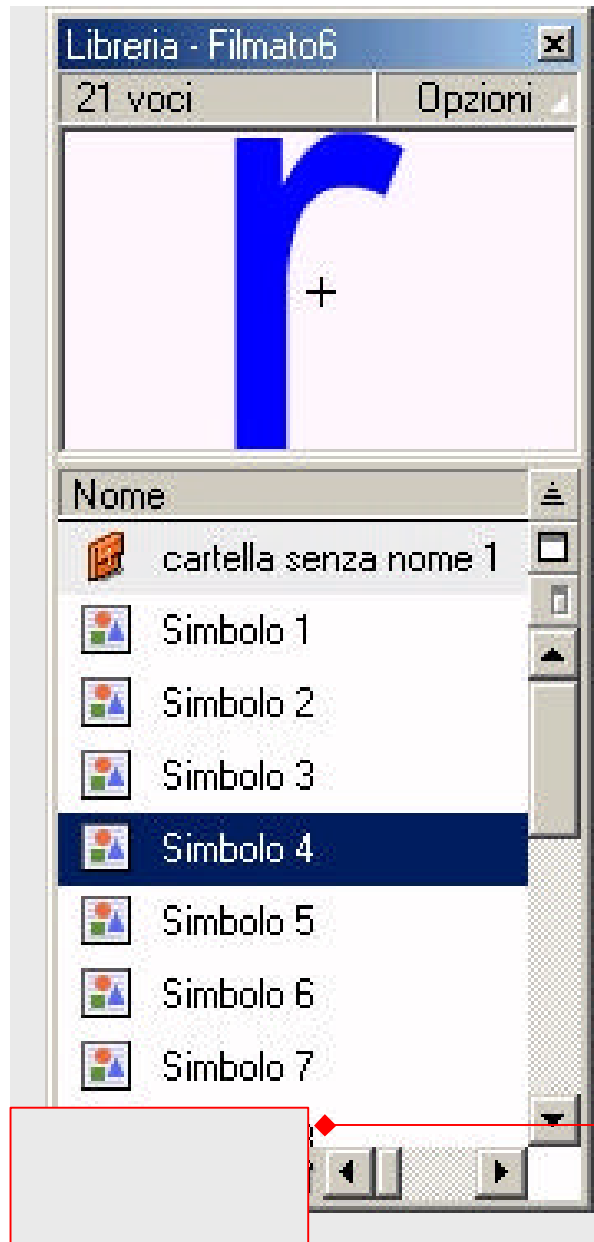 Libreria - Filmato6
21 voci Opzioni
r
Nome
cartella senza nome 1
Simbolo 1
Simbolo 2
Simbolo 3
Simbolo 4
Simbolo 5
Simbolo 6
Simbolo 7